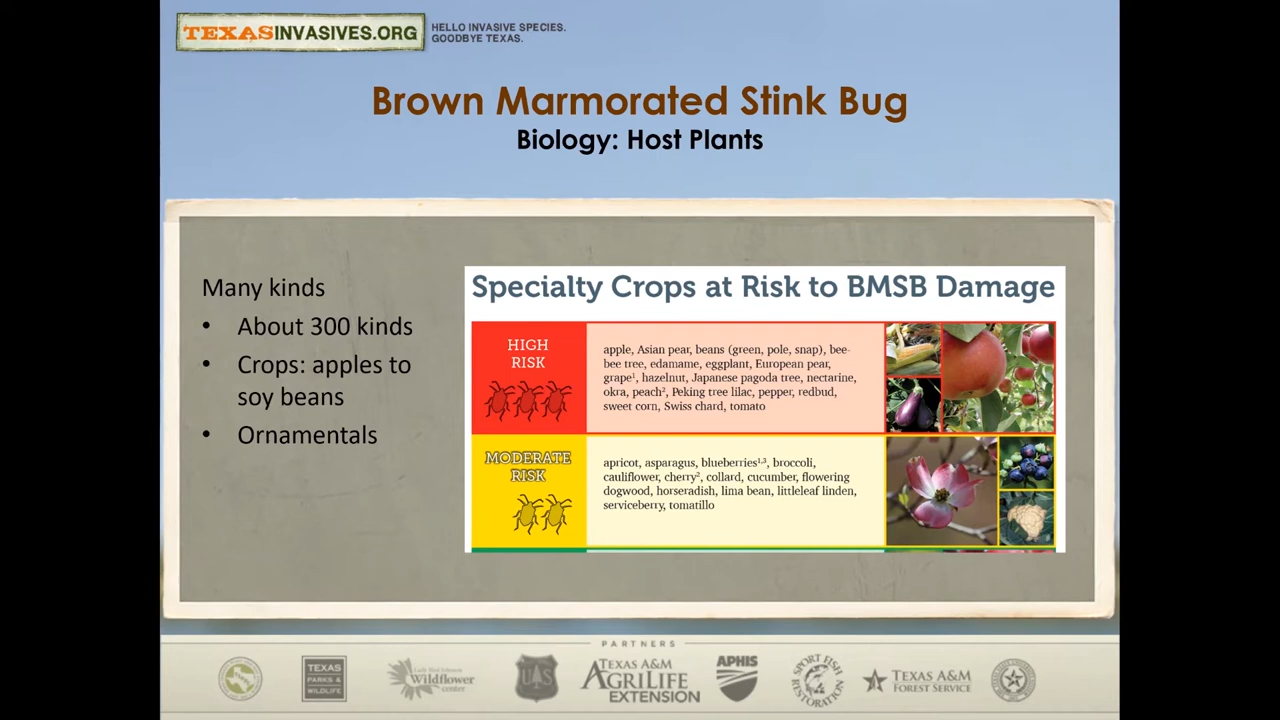 TEXASINVASIVES.ORG
HELLO INVASIVE SPECIES.
GOODBYE TEXAS.
Brown Marmorated Stink Bug
Biology: Host Plants
Many kinds
• About 300 kinds
• Crops: apples to
soy beans
• Ornamentals
Specialty Crops at Risk to BMSB Damage
HIGH
RISK
apple, Asian pear, beans (green, pole, snap), bee-
bee tree, edamame, eggplant, European pear,
grape¹, hazelnut, Japanese pagoda tree, nectarine,
okra, peach², Peking tree lilac, pepper, redbud,
sweet corn, Swiss chard, tomato
MODERATE
RISK
apricot, asparagus, blueberries¹,³, broccoli,
cauliflower, cherry², collard, cucumber, flowering
dogwood, horseradish, lima bean, littleleaf linden,
serviceberry, tomatillo
PARTNERS
TEXAS
PARKS &
WILDLIFE
Lady Bird Johnson
Wildflower
center
UAS
TEXAS A&M
AGRILIFE
EXTENSION
APHIS
SPORT FISH
RESTORATION
TEXAS A&M
FOREST SERVICE